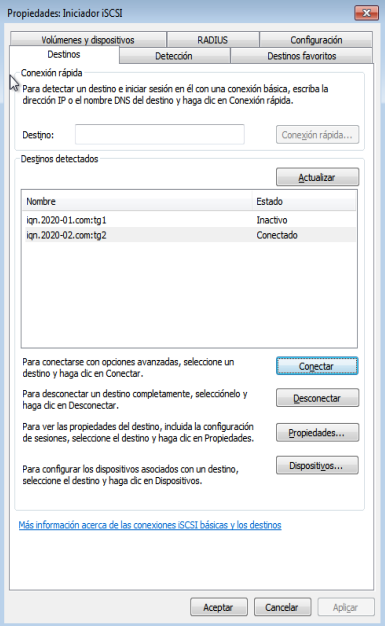 Propiedades: Iniciador iSCSI
Volúmenes y dispositivos
RADIUS
Configuración
Destinos
Detección
Destinos favoritos
Conexión rápida
Para detectar un destino e iniciar sesión en él con una conexión básica, escriba la
dirección IP o el nombre DNS del destino y haga clic en Conexión rápida.
Destino:
Conexión rápida...
Destinos detectados
Actualizar
Nombre
Estado
iqn.2020-01.com:tg1
Inactivo
iqn.2020-02.com:tg2
Conectado
Para conectarse con opciones avanzadas, seleccione un
destino y haga clic en Conectar.
Conectar
Para desconectar un destino completamente, selecciónelo y
haga clic en Desconectar.
Desconectar
Para ver las propiedades del destino, incluida la configuración
de sesiones, seleccione el destino y haga clic en Propiedades.
Propiedades...
Para configurar los dispositivos asociados con un destino,
seleccione el destino y haga clic en Dispositivos.
Dispositivos...
Más información acerca de las conexiones iSCSI básicas y los destinos
Aceptar
Cancelar
Aplicar